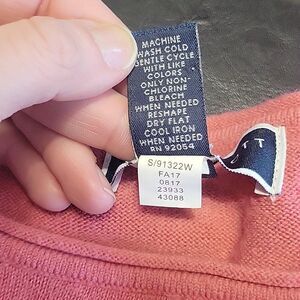 MACHINE
WASH COLD
GENTLE CYCLE
WITH LIKE
COLORS
ONLY NON-
CHLORINE
BLEACH
WHEN NEEDED
RESHAPE
DRY FLAT
COOL IRON
WHEN NEEDED
RN 92054
S/91322W
FA17
0817
23933
43088